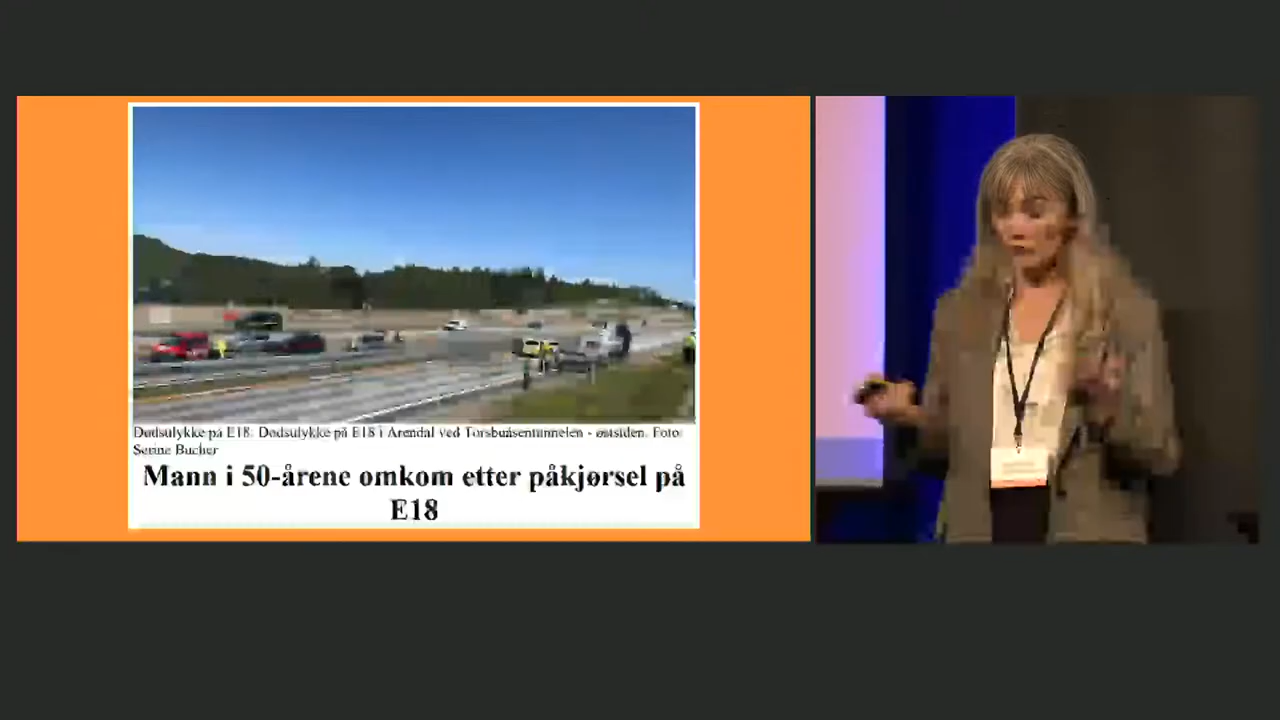 Dødsulykke på E18. Dødsulykke på E18 i Arendal ved Torsbuåsentunnelen - østsiden. Foto:
Serine Bucher
Mann i 50-årene omkom etter påkjørsel på
E18